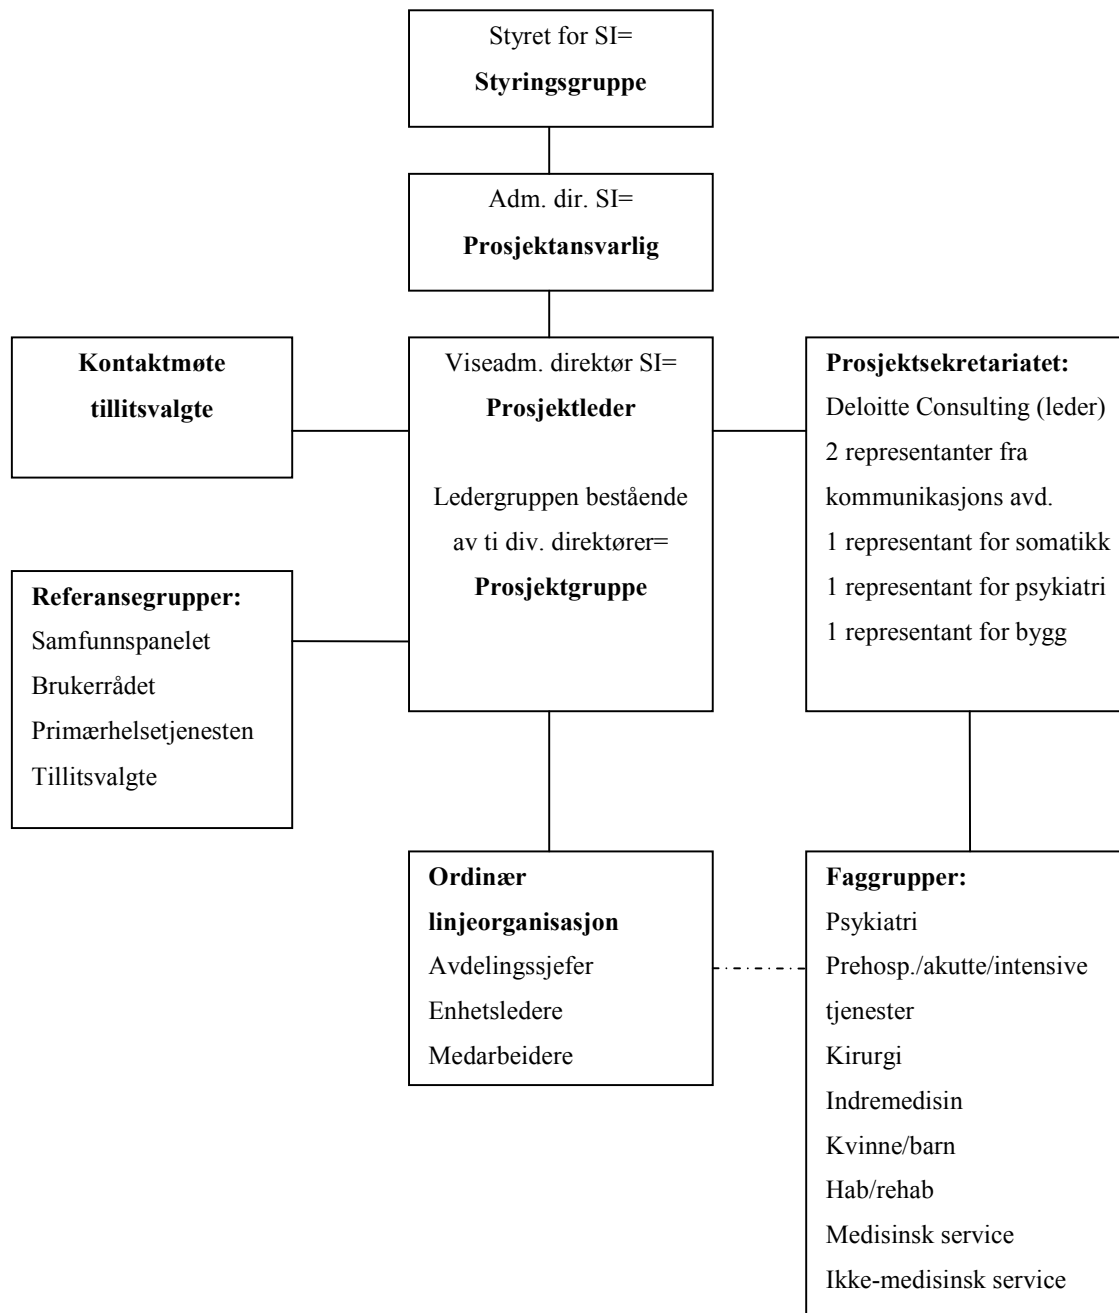 Styret for SI=
Styringsgruppe
Adm. dir. SI=
Prosjektansvarlig
Kontaktmøte
tillitsvalgte
Viseadm. direktør SI=
Prosjektleder
Ledergruppen bestående
av ti div. direktører=
Prosjektgruppe
Prosjektsekretariatet:
Deloitte Consulting (leder)
2 representanter fra
kommunikasjons avd.
1 representant for somatikk
1 representant for psykiatri
1 representant for bygg
Referansegrupper:
Samfunnspanelet
Brukerrådet
Primærhelsetjenesten
Tillitsvalgte
Ordinær
linjeorganisasjon
Avdelingssjefer
Enhetsledere
Medarbeidere
Faggrupper:
Psykiatri
Prehosp./akutte/intensive
tjenester
Kirurgi
Indremedisin
Kvinne/barn
Hab/rehab
Medisinsk service
Ikke-medisinsk service